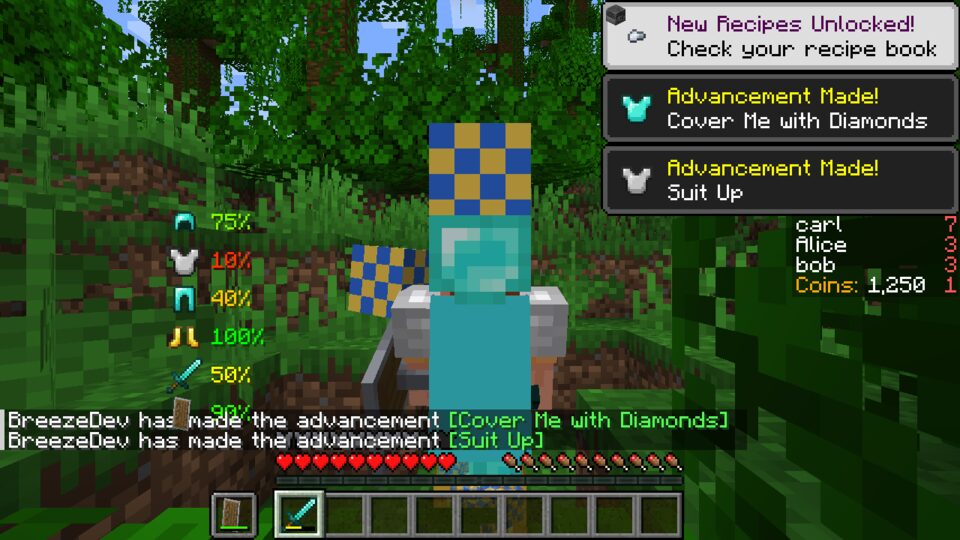 New Recipes Unlocked!
Check your recipe book
Advancement Made!
Cover Me with Diamonds
Advancement Made!
Suit Up
carl 7
Alice 3
bob 3
Coins: 1,250 1
75%
10%
40%
100%
50%
90%
BreezeDev has made the advancement [Cover Me with Diamonds]
BreezeDev has made the advancement [Suit Up]